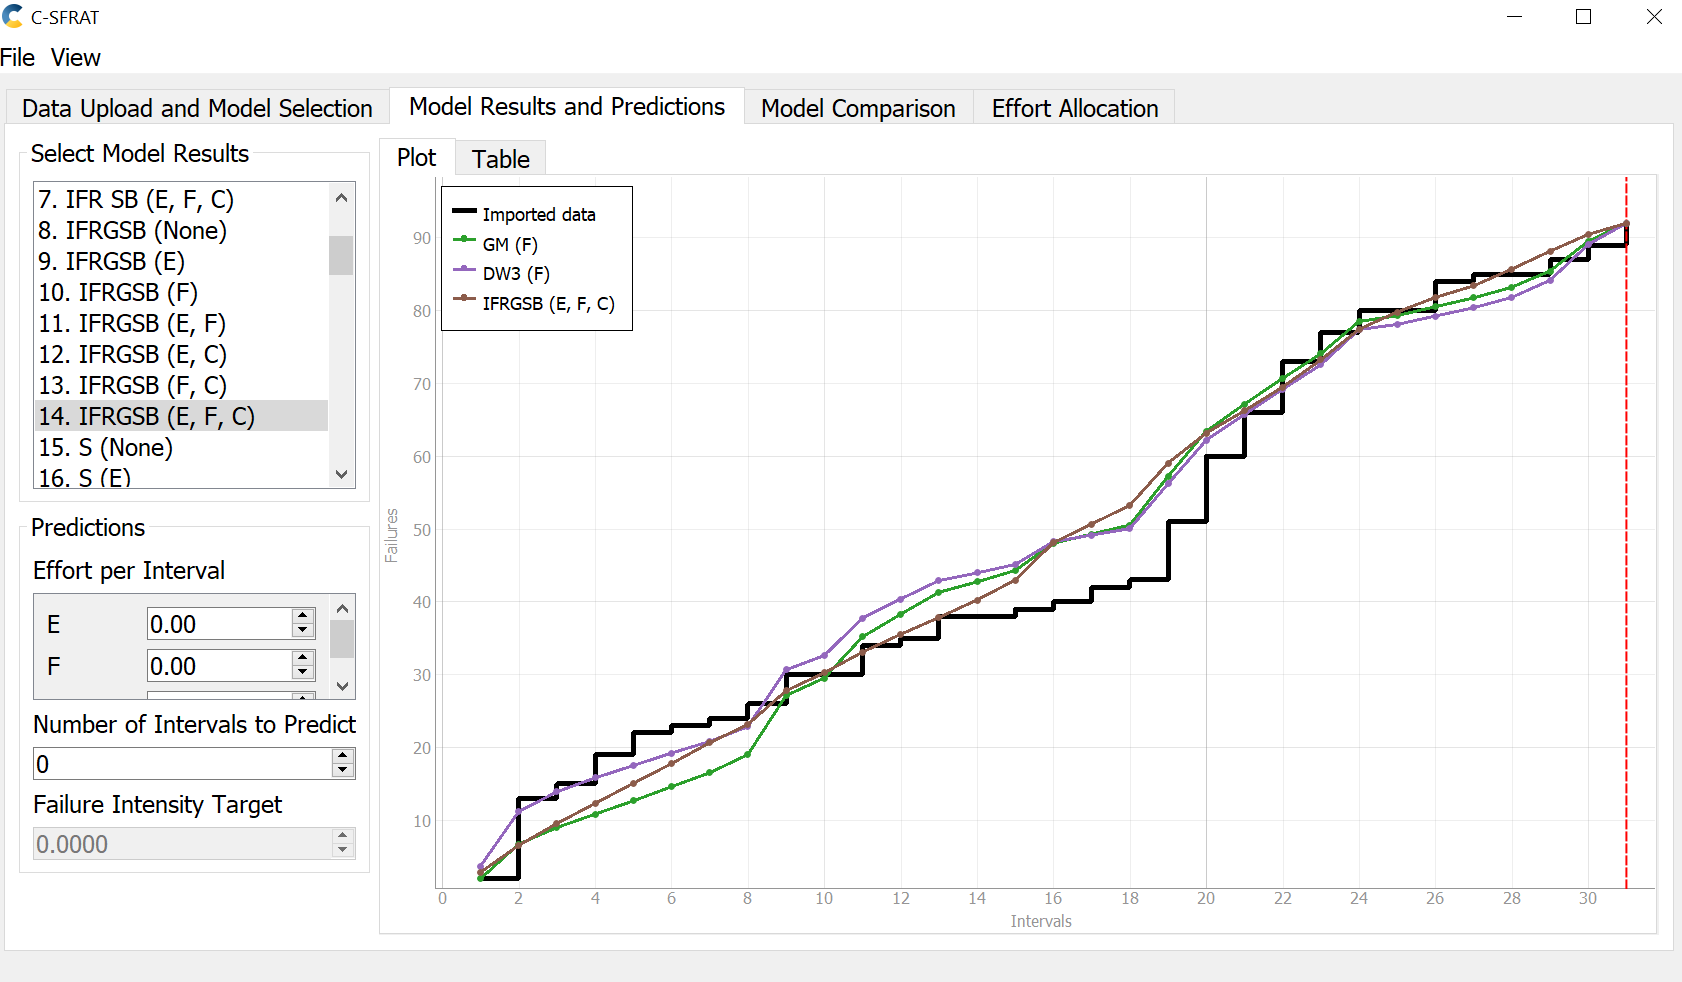 C-SFRAT
File View
Data Upload and Model Selection
Model Results and Predictions
Model Comparison
Effort Allocation
Select Model Results
7. IFR SB (E, F, C)
8. IFRGSB (None)
9. IFRGSB (E)
10. IFRGSB (F)
11. IFRGSB (E, F)
12. IFRGSB (E, C)
13. IFRGSB (F, C)
14. IFRGSB (E, F, C)
15. S (None)
16. S (E)
Predictions
Effort per Interval
E 0.00
F 0.00
Number of Intervals to Predict
0
Failure Intensity Target
0.0000
Plot
Table
Imported data
GM (F)
DW3 (F)
IFRGSB (E, F, C)
90
80
70
60
50
40
30
20
10
Failures
0 2 4 6 8 10 12 14 16 18 20 22 24 26 28 30
Intervals